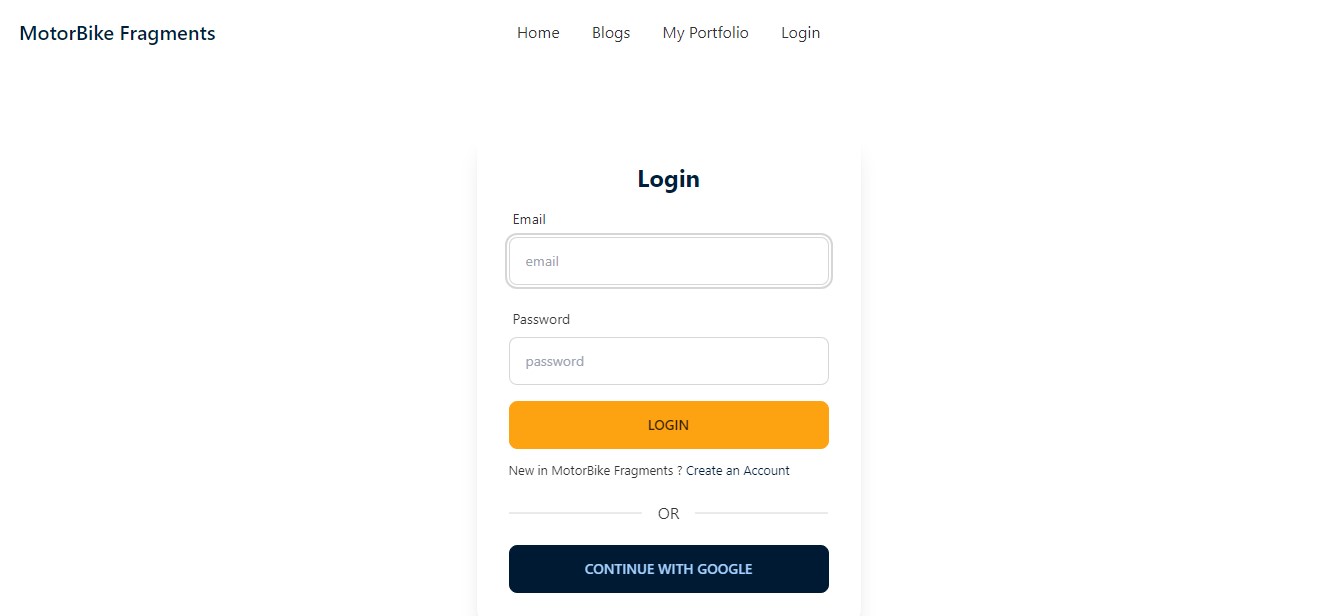 MotorBike Fragments
Home Blogs My Portfolio Login
Login
Email
email
Password
password
LOGIN
New in MotorBike Fragments ? Create an Account
OR
CONTINUE WITH GOOGLE